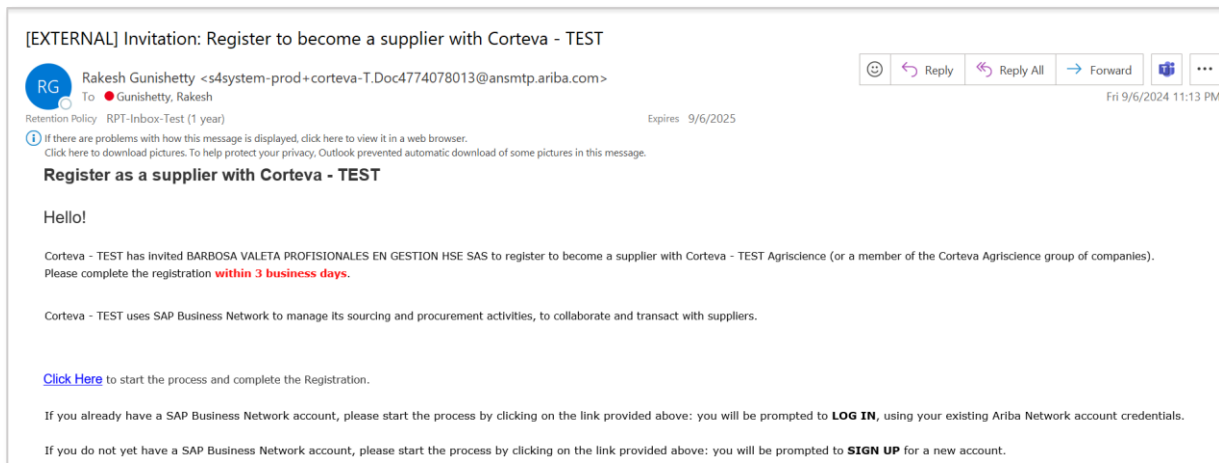 [EXTERNAL] Invitation: Register to become a supplier with Corteva - TEST
RG
Rakesh Gunishetty <s4system-prod+corteva-T.Doc4774078013@ansmtp.ariba.com>
To Gunishetty, Rakesh
Reply Reply All Forward
Fri 9/6/2024 11:13 PM
Retention Policy RPT-Inbox-Test (1 year) Expires 9/6/2025
If there are problems with how this message is displayed, click here to view it in a web browser.
Click here to download pictures. To help protect your privacy, Outlook prevented automatic download of some pictures in this message.
Register as a supplier with Corteva - TEST
Hello!
Corteva - TEST has invited BARBOSA VALETA PROFISIONALES EN GESTION HSE SAS to register to become a supplier with Corteva - TEST Agriscience (or a member of the Corteva Agriscience group of companies).
Please complete the registration within 3 business days.
Corteva - TEST uses SAP Business Network to manage its sourcing and procurement activities, to collaborate and transact with suppliers.
Click Here to start the process and complete the Registration.
If you already have a SAP Business Network account, please start the process by clicking on the link provided above: you will be prompted to LOG IN, using your existing Ariba Network account credentials.
If you do not yet have a SAP Business Network account, please start the process by clicking on the link provided above: you will be prompted to SIGN UP for a new account.